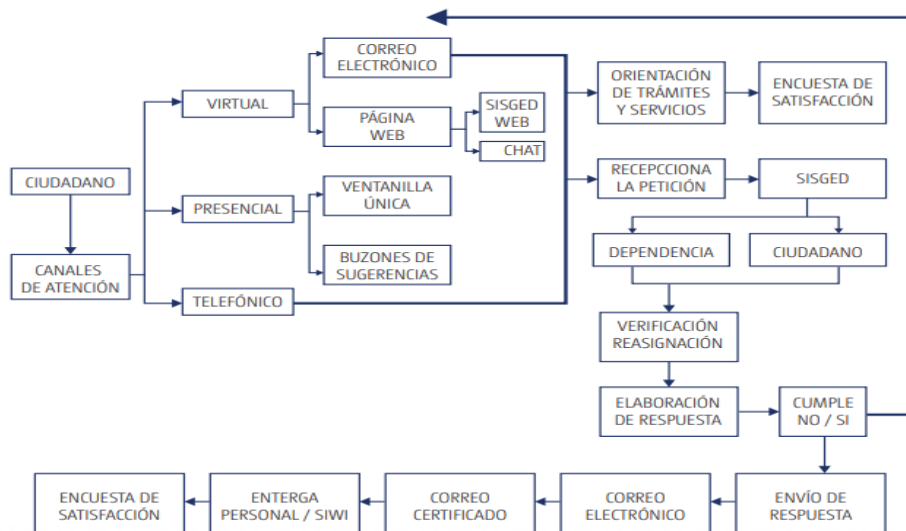 CORREO
ELECTRÓNICO
VIRTUAL
PÁGINA
WEB
SISGED
WEB
CHAT
ORIENTACIÓN
DE TRÁMITES
Y SERVICIOS
ENCUESTA DE
SATISFACCIÓN
CIUDADANO
CANALES
DE ATENCIÓN
PRESENCIAL
VENTANILLA
ÚNICA
BUZONES DE
SUGERENCIAS
TELEFÓNICO
RECEPCCIONA
LA PETICIÓN
SISGED
DEPENDENCIA
CIUDADANO
VERIFICACIÓN
REASIGNACIÓN
ELABORACIÓN
DE RESPUESTA
CUMPLE
NO / SI
ENVÍO DE
RESPUESTA
CORREO
ELECTRÓNICO
CORREO
CERTIFICADO
ENTERGA
PERSONAL / SIWI
ENCUESTA DE
SATISFACCIÓN